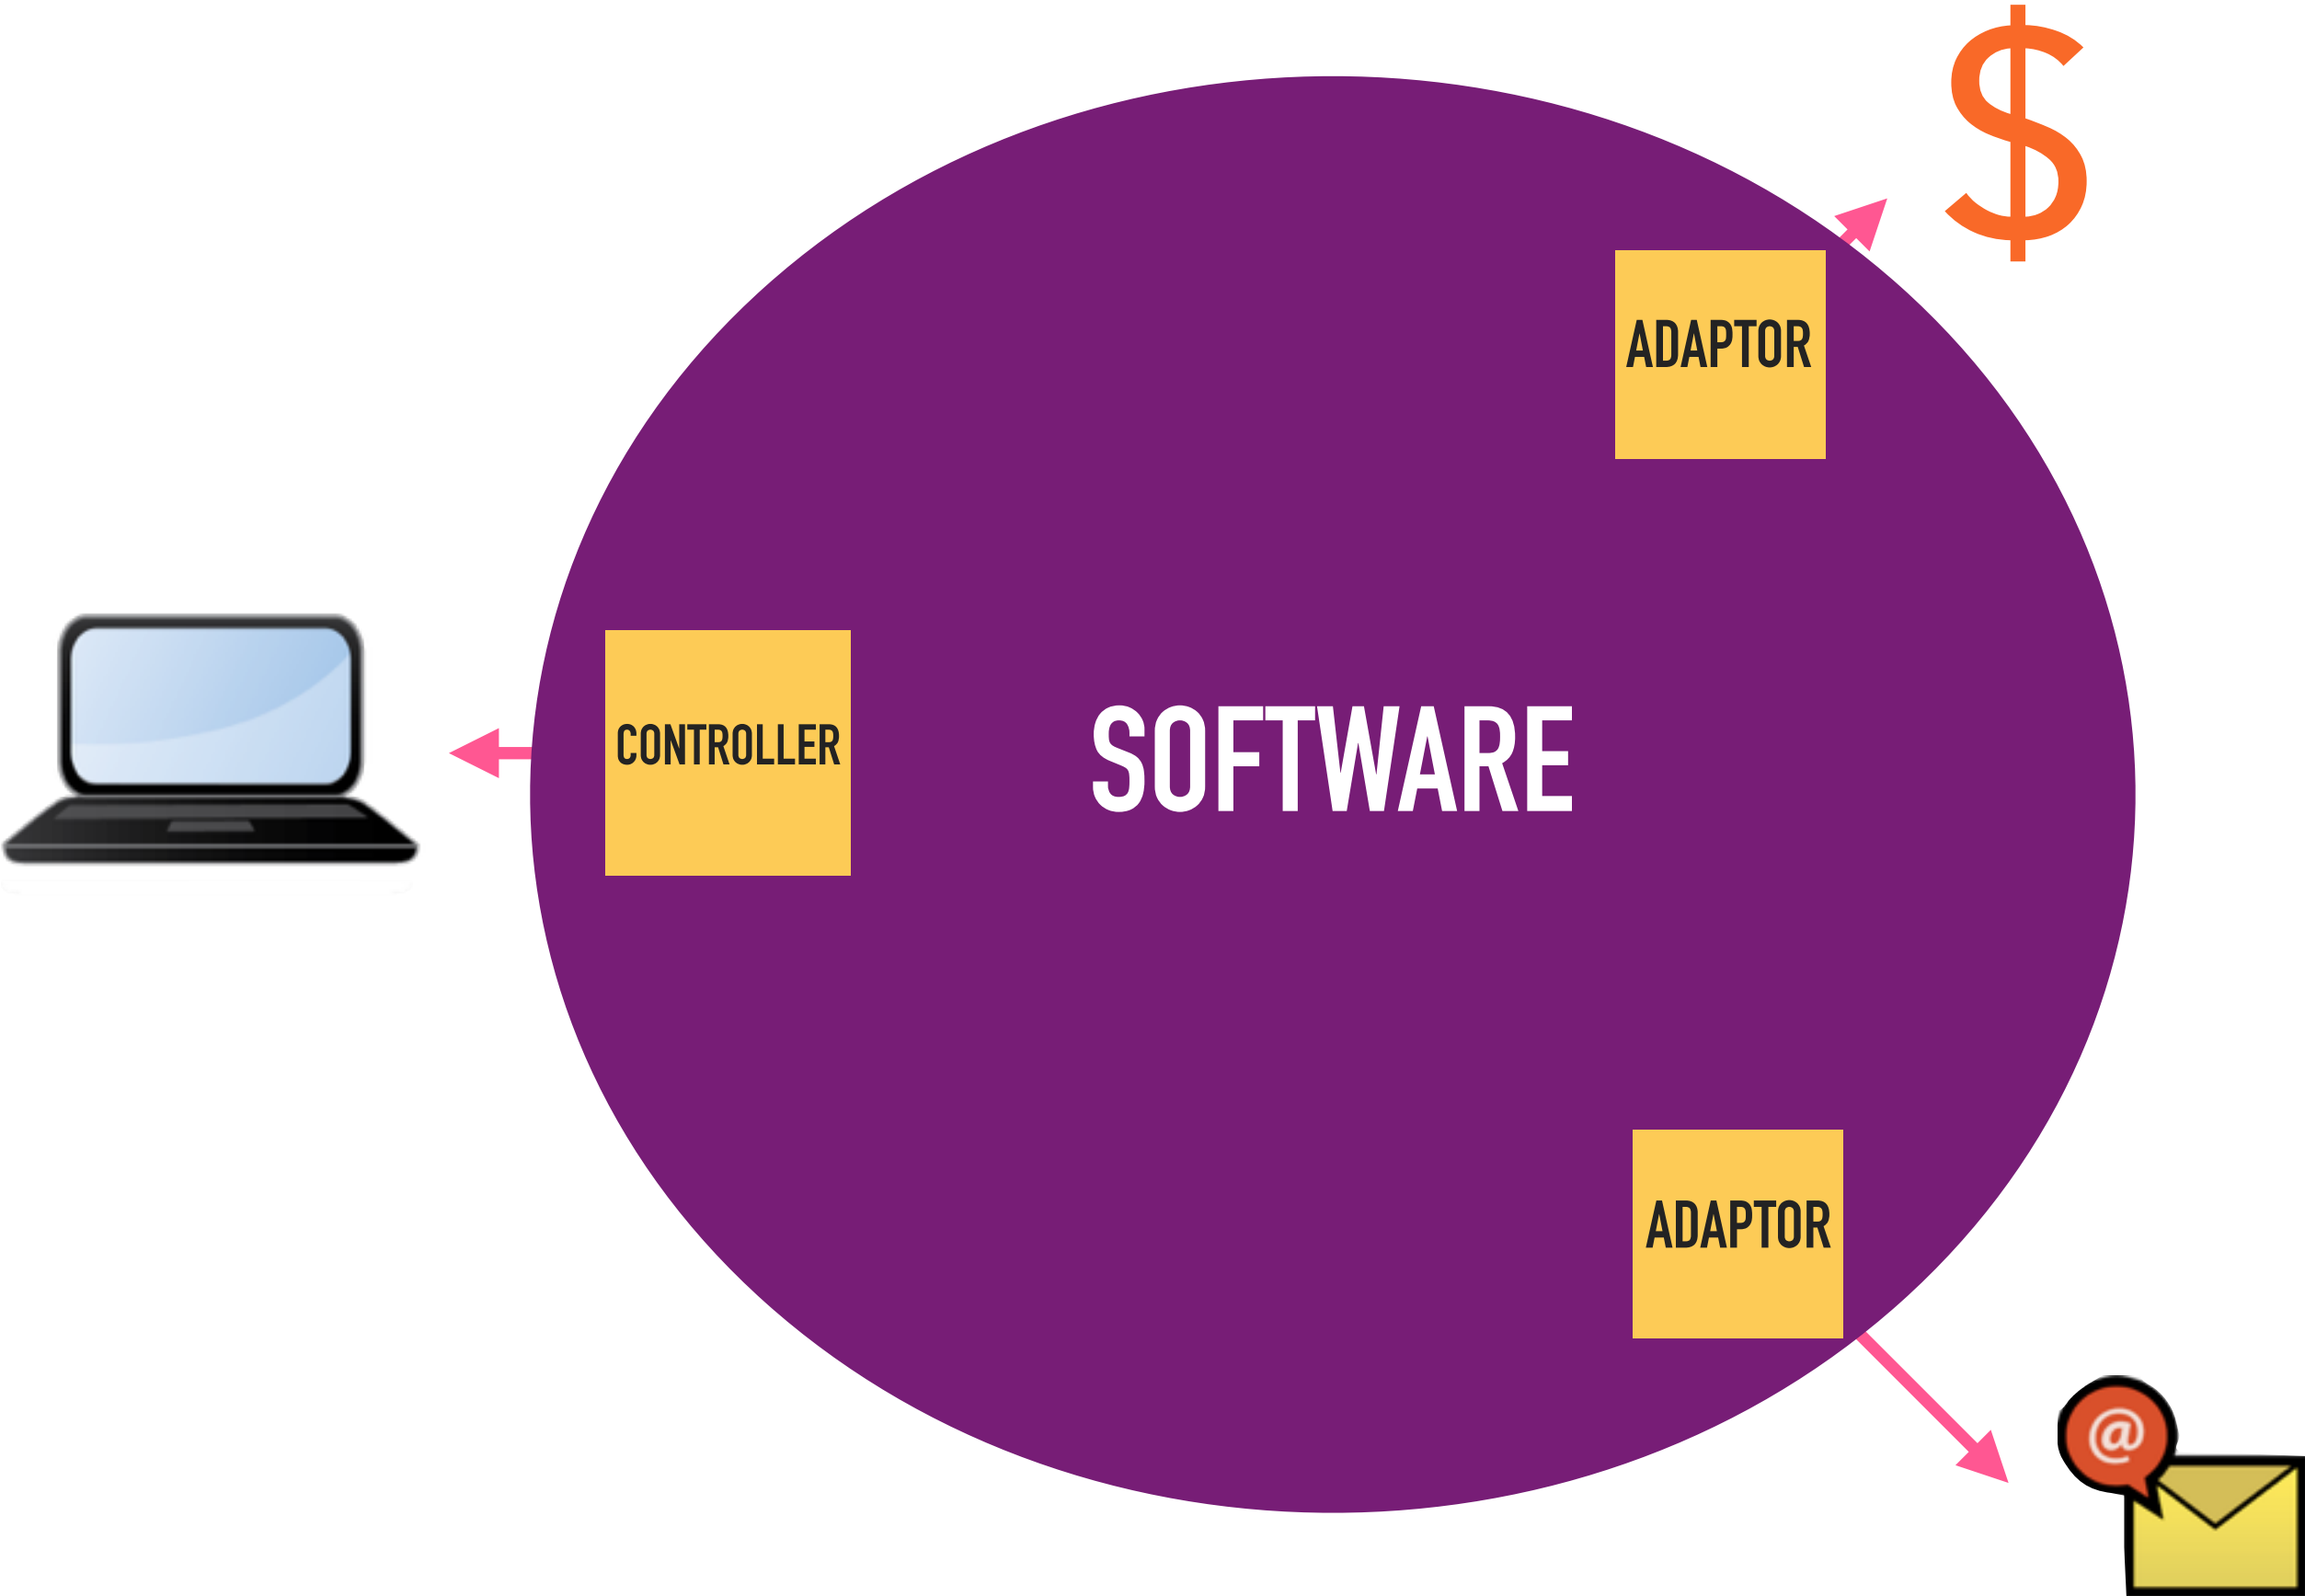 $
ADAPTOR
CONTROLLER
SOFTWARE
ADAPTOR
@